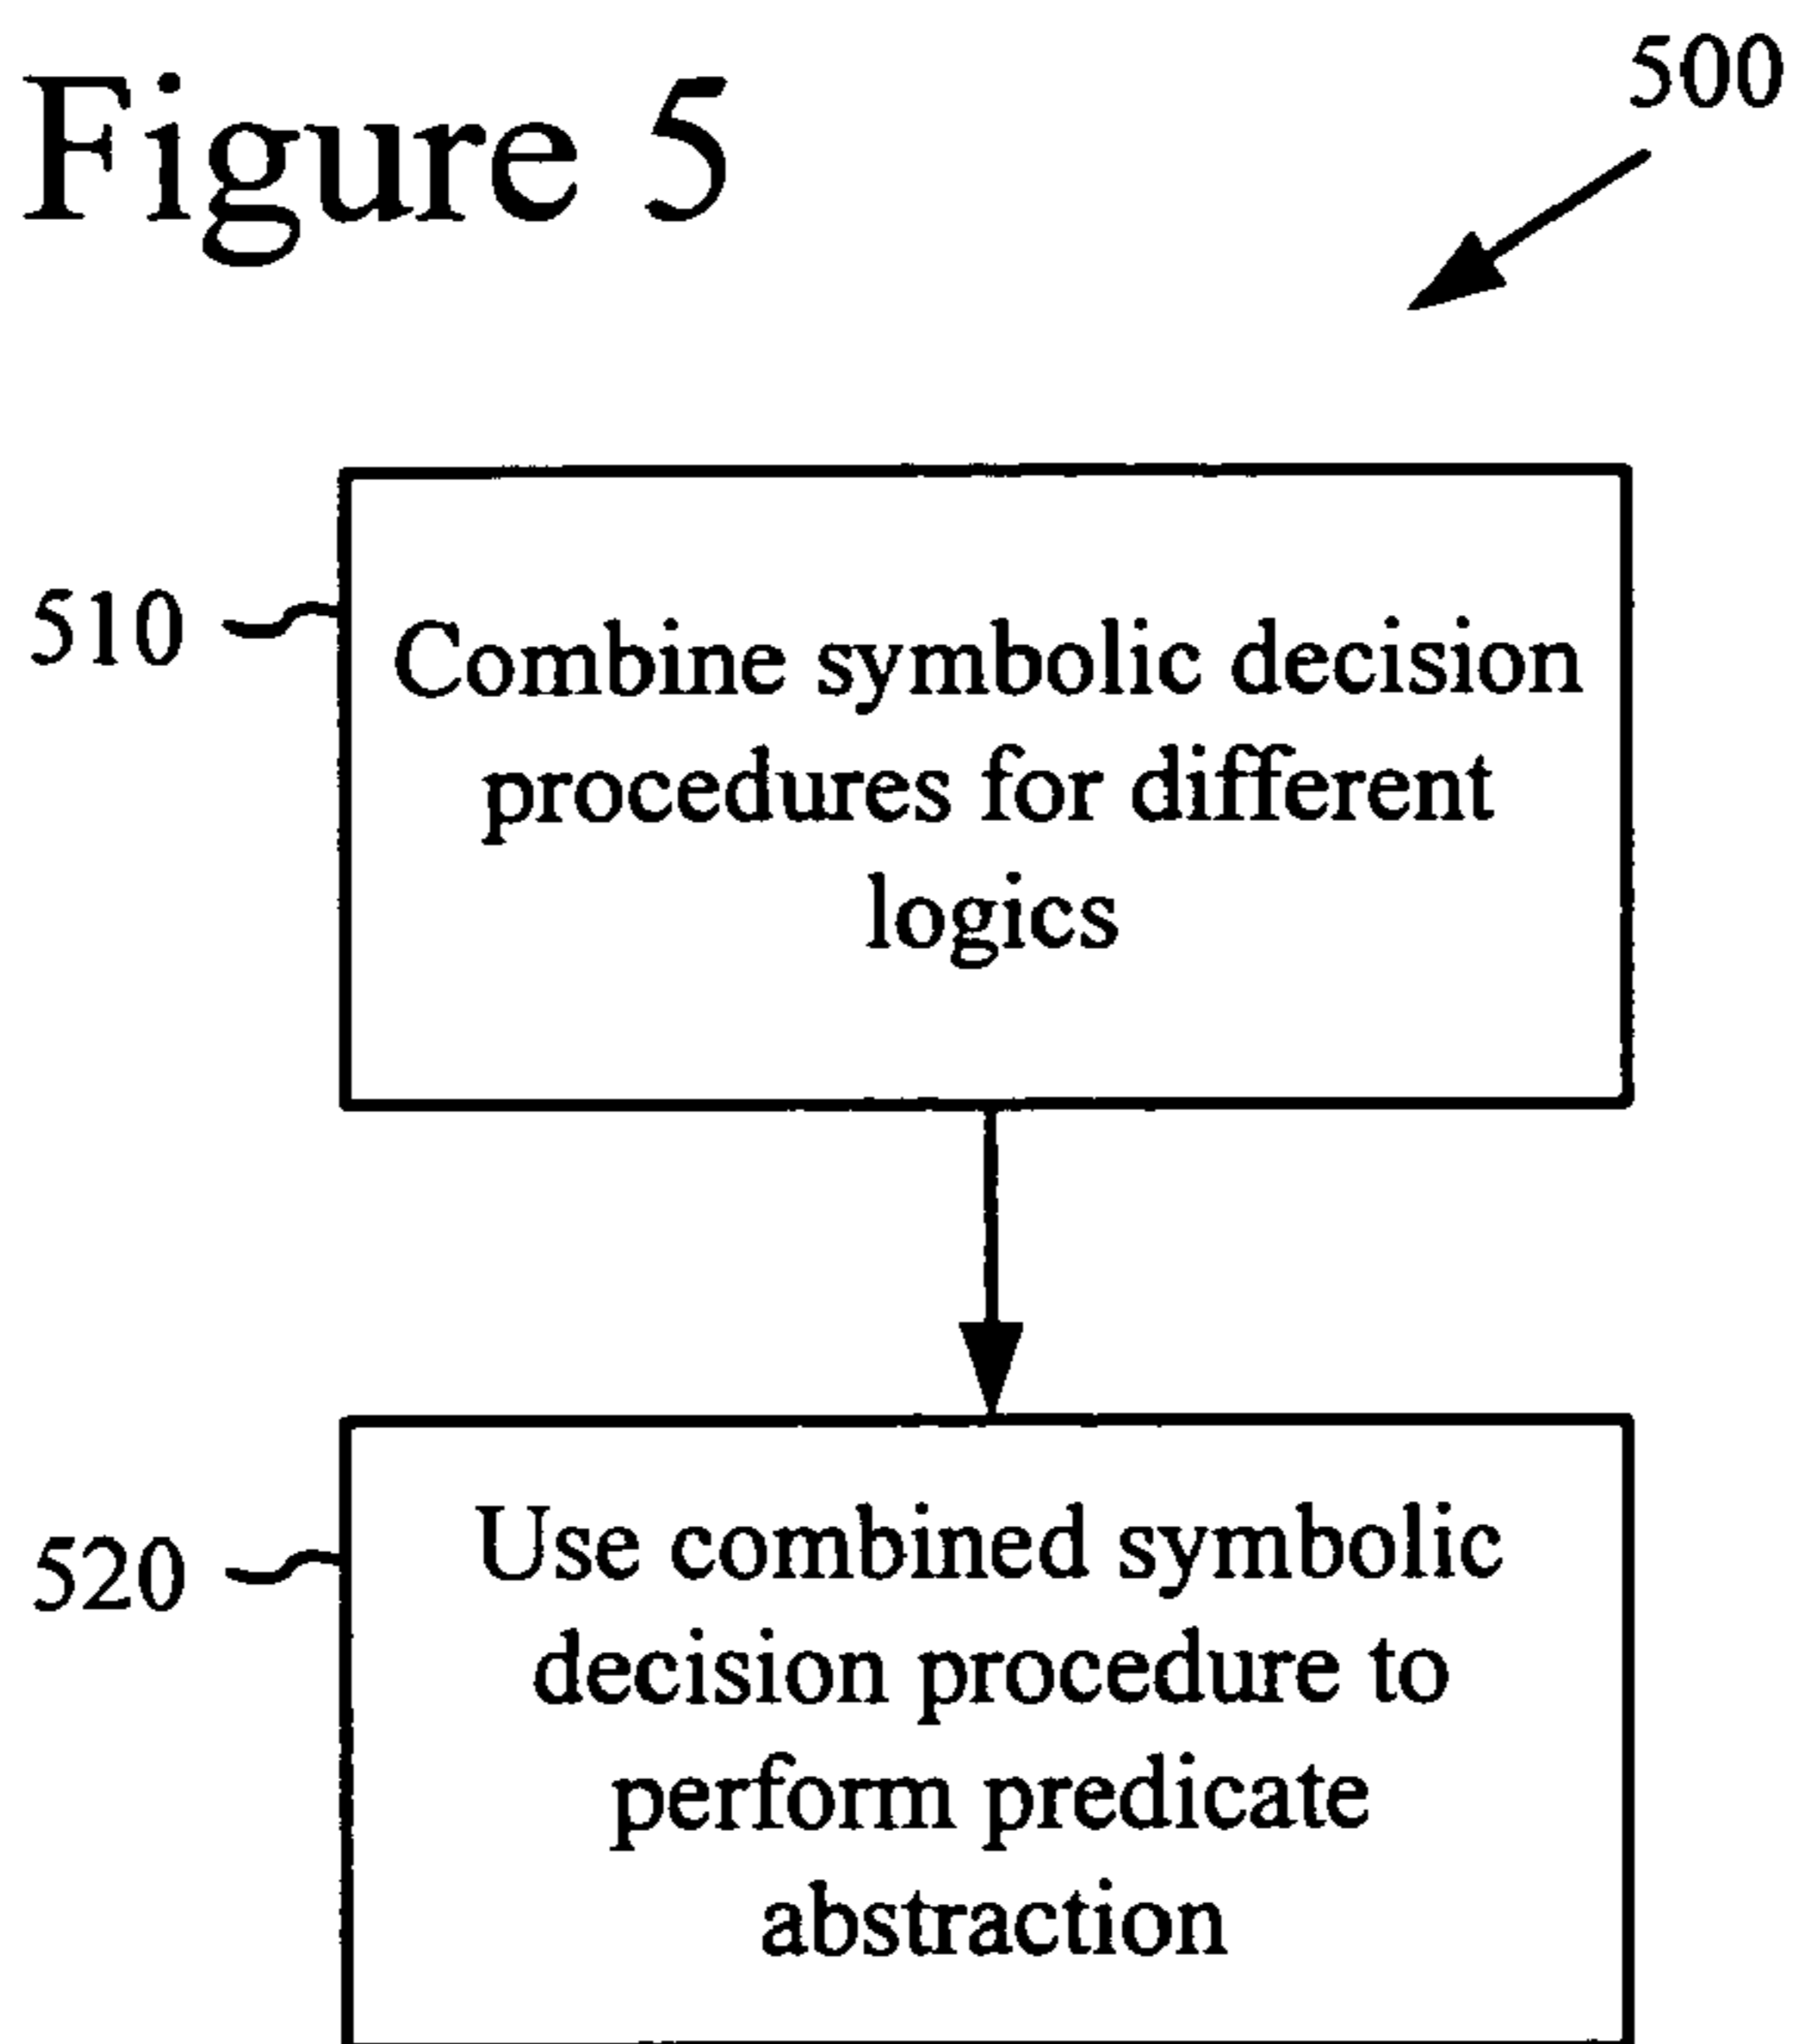 Figure 5
500
510
Combine symbolic decision
procedures for different
logics
520
Use combined symbolic
decision procedure to
perform predicate
abstraction